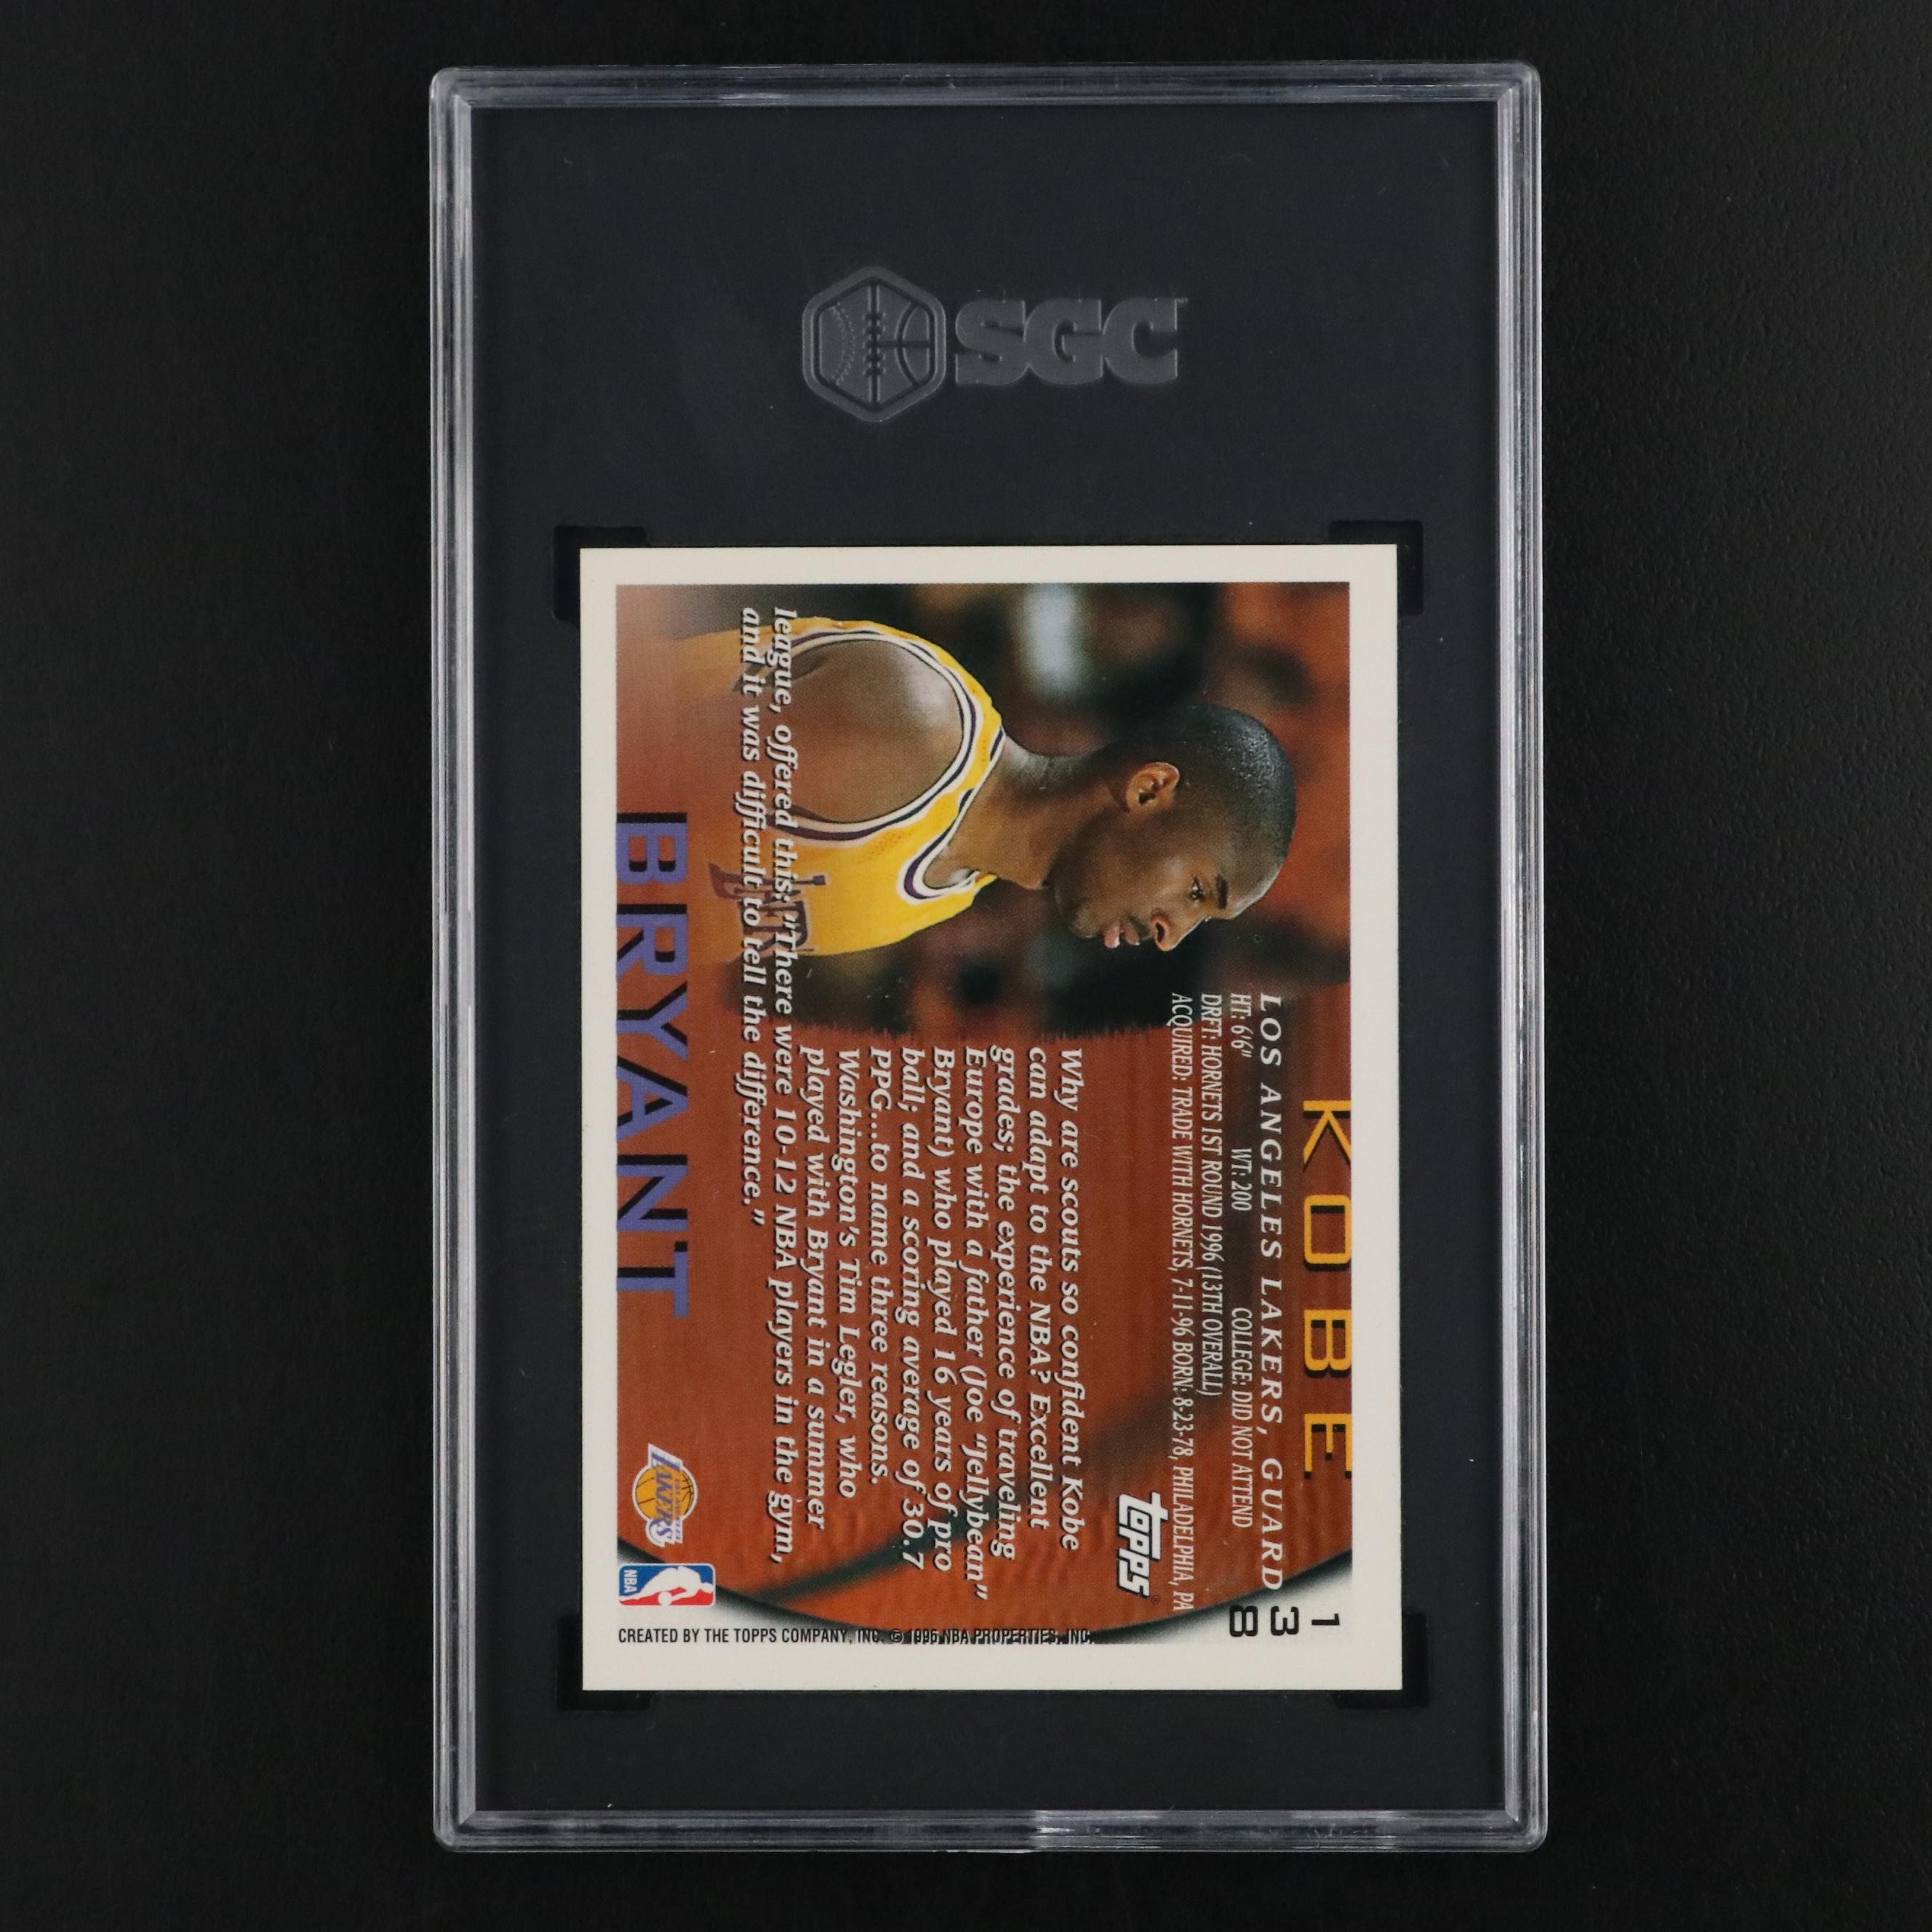 SGC
KOBE
138
LOS ANGELES LAKERS, GUARD
HT: 6'6" WT: 200 COLLEGE: DID NOT ATTEND
DRFT: HORNETS 1ST ROUND 1996 (13TH OVERALL)
ACQUIRED: TRADE WITH HORNETS, 7-11-96 BORN: 8-23-78, PHILADELPHIA, PA
topps
Why are scouts so confident Kobe
can adapt to the NBA? Excellent
grades; the experience of traveling
Europe with a father (Joe "Jellybean"
Bryant) who played 16 years of pro
ball; and a scoring average of 30.7
PPG...to name three reasons.
Washington's Tim Legler, who
played with Bryant in a summer
league, offered this: "There were 10-12 NBA players in the gym,
and it was difficult to tell the difference."
BRYANT
LOS ANGELES
LAKERS
NBA
CREATED BY THE TOPPS COMPANY, INC. © 1996 NBA PROPERTIES, INC.